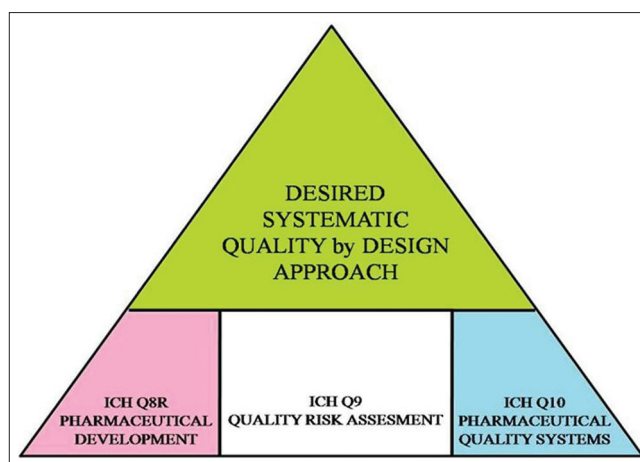 DESIRED
SYSTEMATIC
QUALITY by DESIGN
APPROACH
ICH Q8R
PHARMACEUTICAL
DEVELOPMENT
ICH Q9
QUALITY RISK ASSESMENT
ICH Q10
PHARMACEUTICAL
QUALITY SYSTEMS